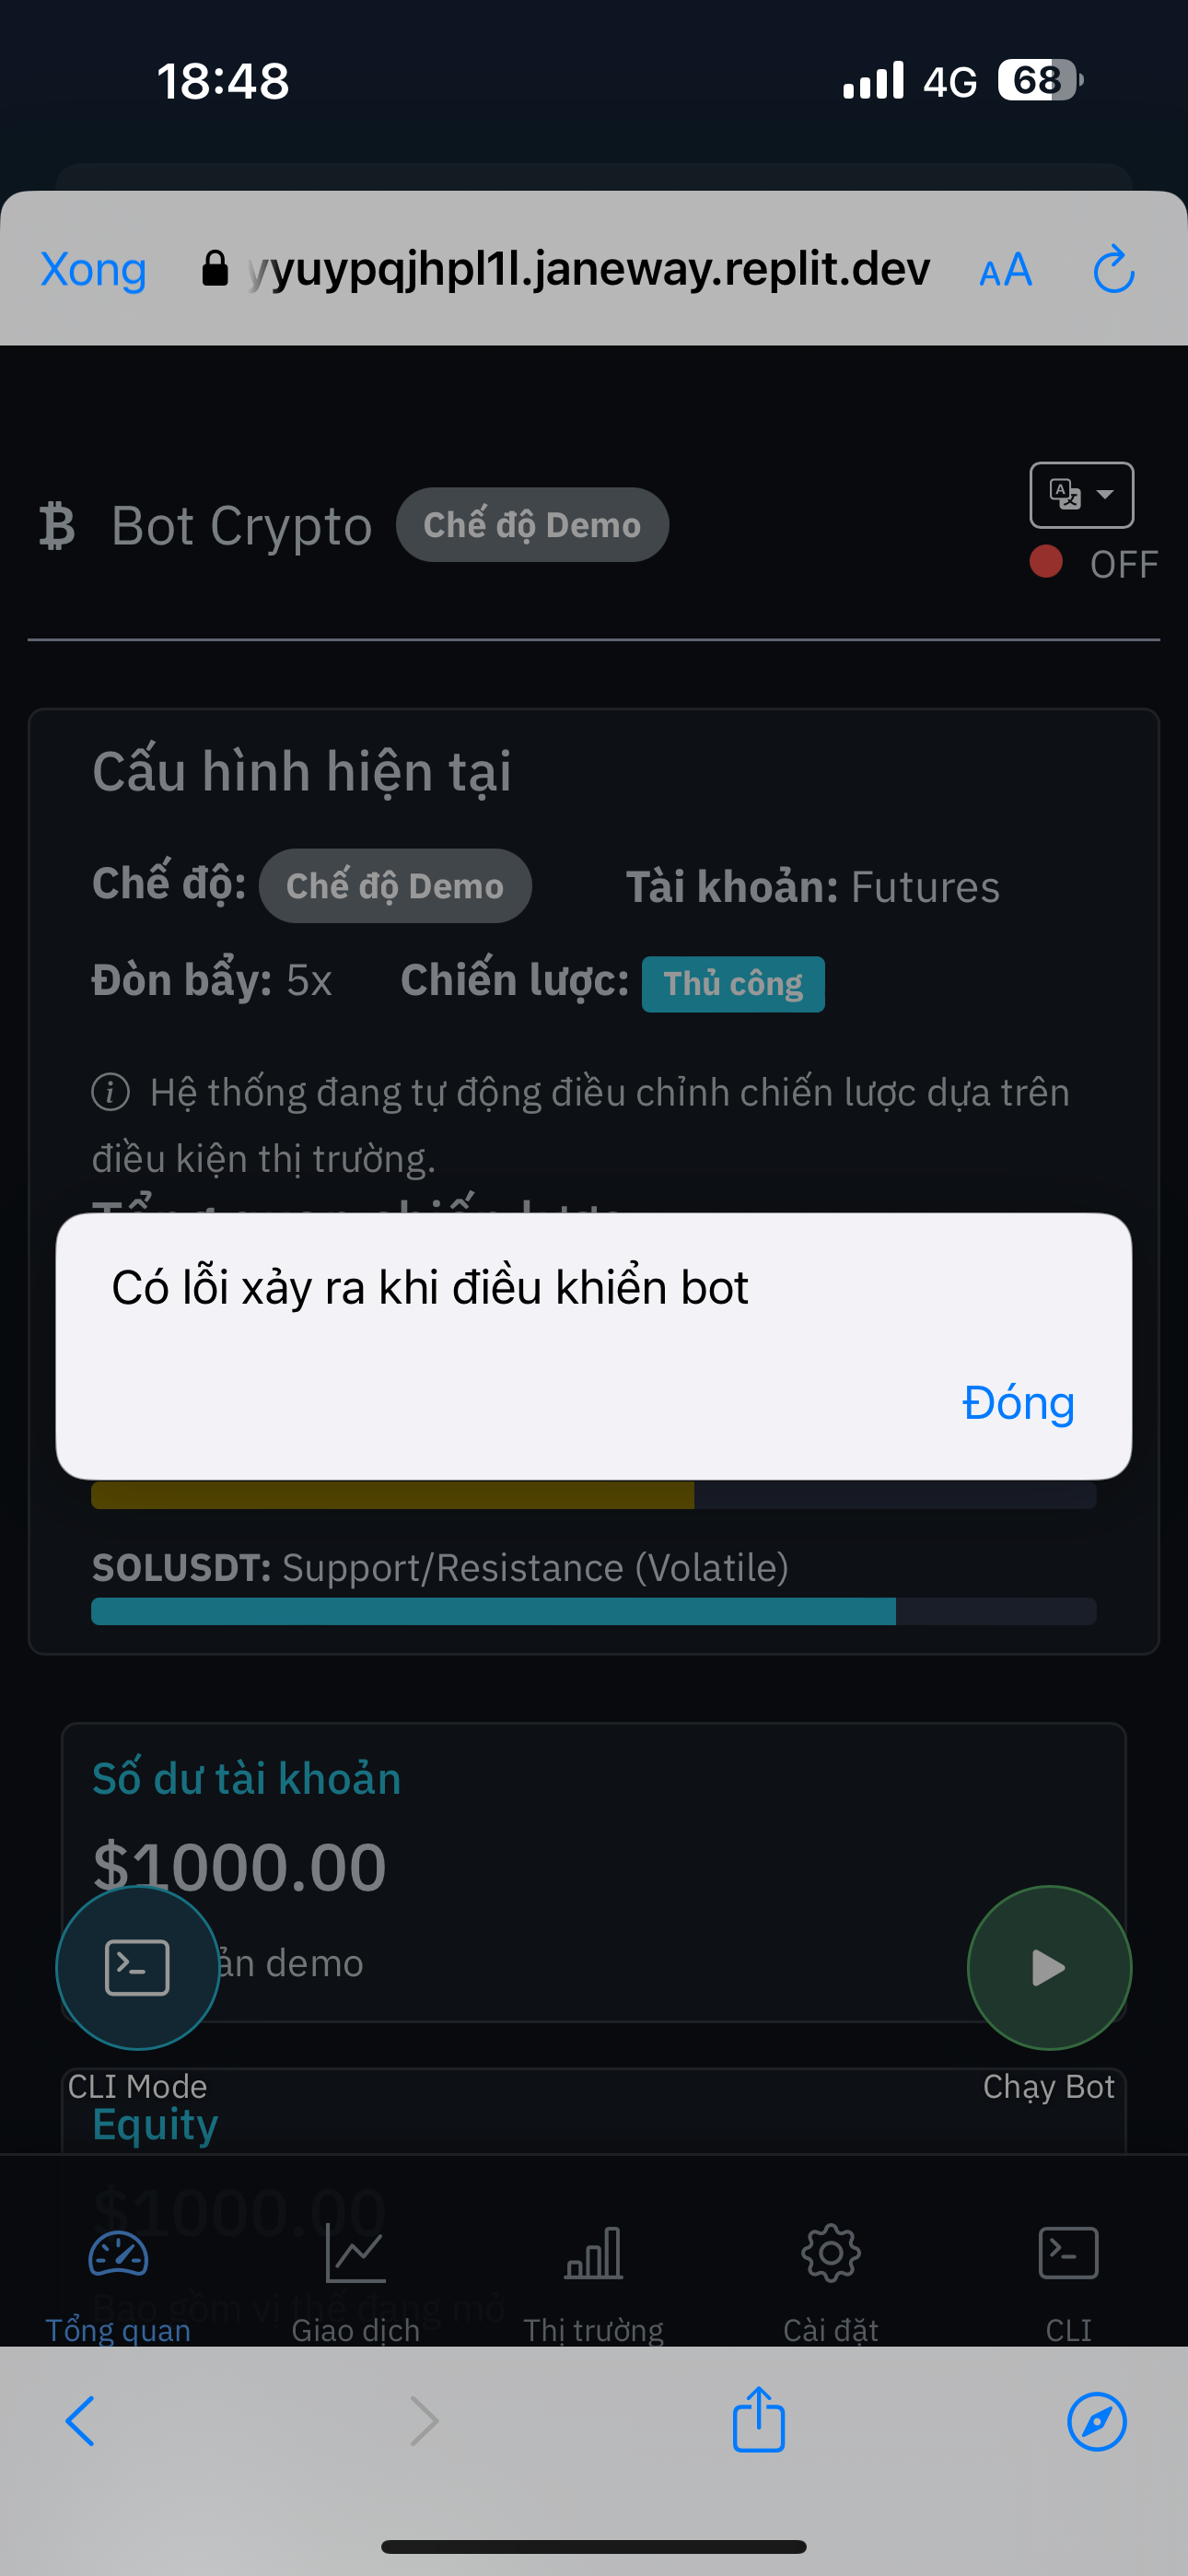 18:48
4G 68
Xong
yyuypqjhpl1l.janeway.replit.dev
AA
Bot Crypto
Chế độ Demo
OFF
Cấu hình hiện tại
Chế độ: Chế độ Demo
Tài khoản: Futures
Đòn bẩy: 5x
Chiến lược: Thủ công
Hệ thống đang tự động điều chỉnh chiến lược dựa trên
điều kiện thị trường.
Tổng quan chiến lược
Có lỗi xảy ra khi điều khiển bot
Đóng
SOLUSDT: Support/Resistance (Volatile)
Số dư tài khoản
$1000.00
ản demo
CLI Mode
Chạy Bot
Equity
$1000.00
Bao gồm vị thế đang mở
Tổng quan
Giao dịch
Thị trường
Cài đặt
CLI